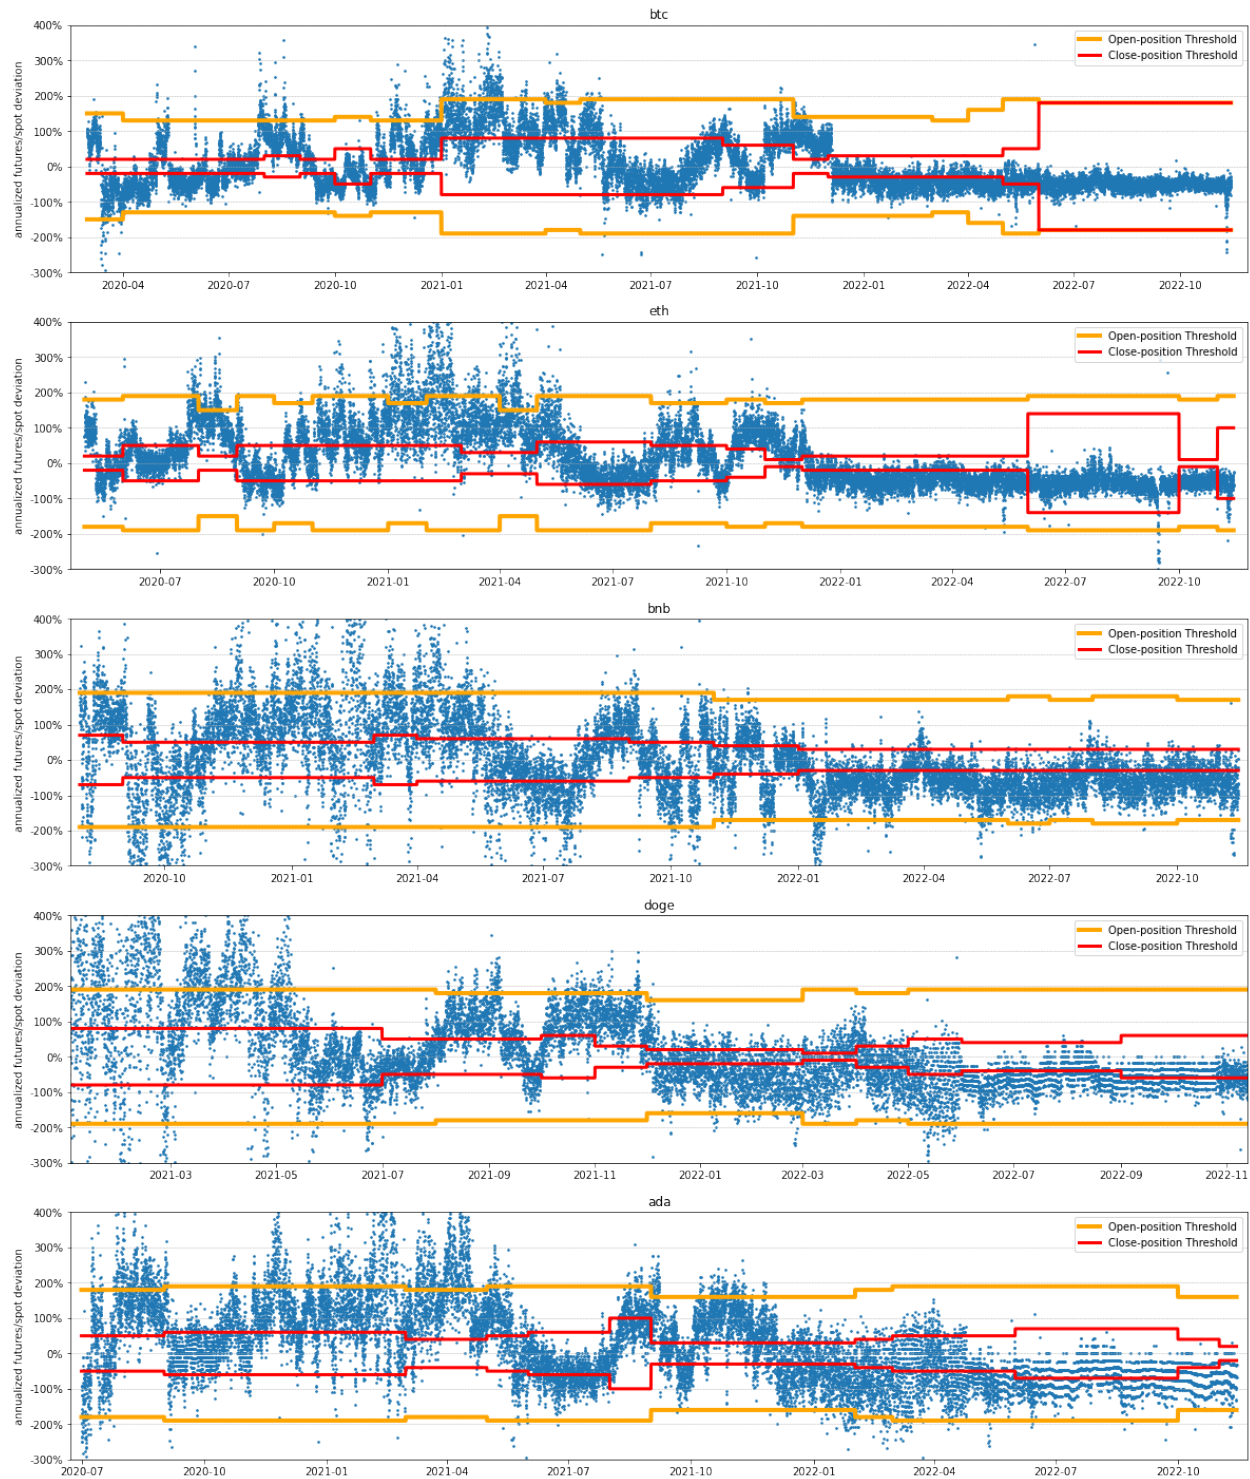 btc
annualized futures/spot deviation
400%
300%
200%
100%
0%
-100%
-200%
-300%
Open-position Threshold
Close-position Threshold
2020-04 2020-07 2020-10 2021-01 2021-04 2021-07 2021-10 2022-01 2022-04 2022-07 2022-10
eth
annualized futures/spot deviation
400%
300%
200%
100%
0%
-100%
-200%
-300%
Open-position Threshold
Close-position Threshold
2020-07 2020-10 2021-01 2021-04 2021-07 2021-10 2022-01 2022-04 2022-07 2022-10
bnb
annualized futures/spot deviation
400%
300%
200%
100%
0%
-100%
-200%
-300%
Open-position Threshold
Close-position Threshold
2020-10 2021-01 2021-04 2021-07 2021-10 2022-01 2022-04 2022-07 2022-10
doge
annualized futures/spot deviation
400%
300%
200%
100%
0%
-100%
-200%
-300%
Open-position Threshold
Close-position Threshold
2021-03 2021-05 2021-07 2021-09 2021-11 2022-01 2022-03 2022-05 2022-07 2022-09 2022-11
ada
annualized futures/spot deviation
400%
300%
200%
100%
0%
-100%
-200%
-300%
Open-position Threshold
Close-position Threshold
2020-07 2020-10 2021-01 2021-04 2021-07 2021-10 2022-01 2022-04 2022-07 2022-10